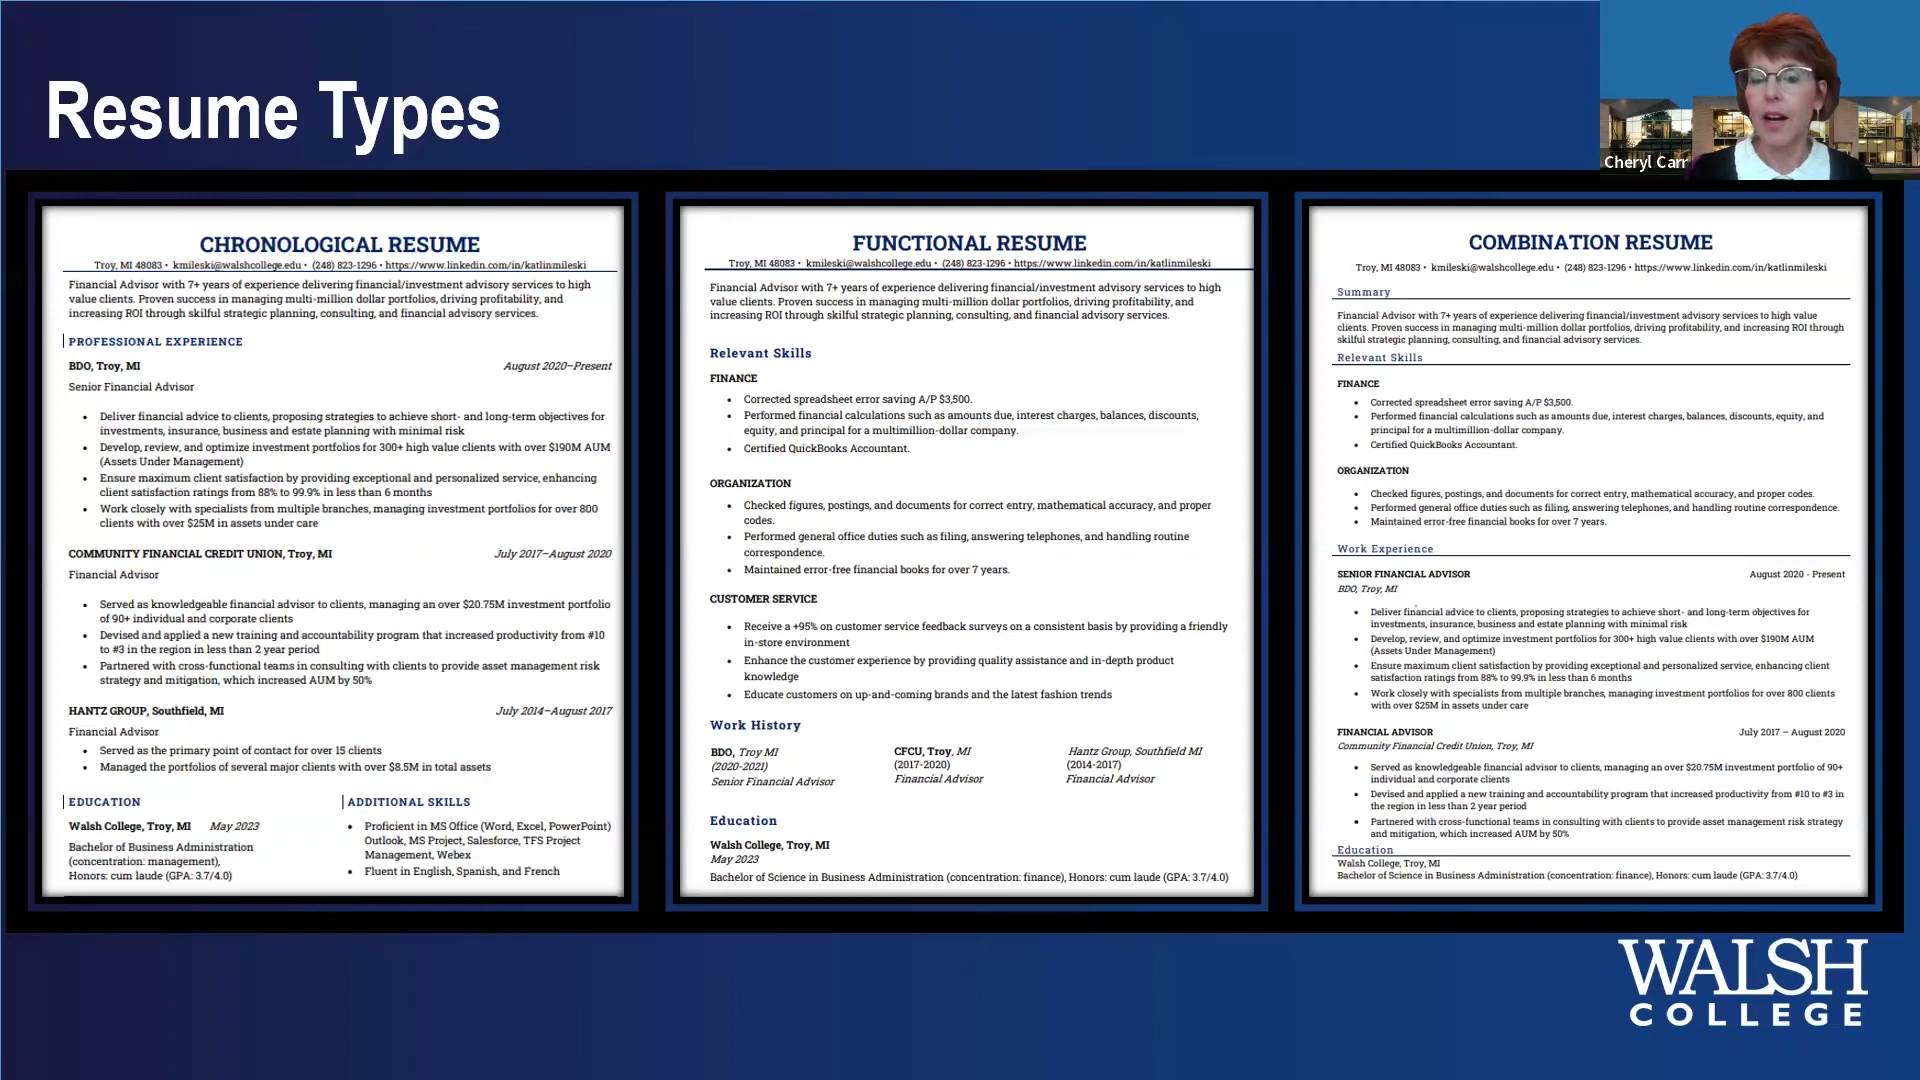 Resume Types
Cheryl Carr
CHRONOLOGICAL RESUME
Troy, MI 48083 • kmileski@walshcollege.edu • (248) 823-1296 • https://www.linkedin.com/in/katlinmileski
Financial Advisor with 7+ years of experience delivering financial/investment advisory services to high
value clients. Proven success in managing multi-million dollar portfolios, driving profitability, and
increasing ROI through skilful strategic planning, consulting, and financial advisory services.
PROFESSIONAL EXPERIENCE
BDO, Troy, MI August 2020–Present
Senior Financial Advisor
• Deliver financial advice to clients, proposing strategies to achieve short- and long-term objectives for
investments, insurance, business and estate planning with minimal risk
• Develop, review, and optimize investment portfolios for 300+ high value clients with over $190M AUM
(Assets Under Management)
• Ensure maximum client satisfaction by providing exceptional and personalized service, enhancing
client satisfaction ratings from 88% to 99.9% in less than 6 months
• Work closely with specialists from multiple branches, managing investment portfolios for over 800
clients with over $25M in assets under care
COMMUNITY FINANCIAL CREDIT UNION, Troy, MI July 2017–August 2020
Financial Advisor
• Served as knowledgeable financial advisor to clients, managing an over $20.75M investment portfolio
of 90+ individual and corporate clients
• Devised and applied a new training and accountability program that increased productivity from #10
to #3 in the region in less than 2 year period
• Partnered with cross-functional teams in consulting with clients to provide asset management risk
strategy and mitigation, which increased AUM by 50%
HANTZ GROUP, Southfield, MI July 2014–August 2017
Financial Advisor
• Served as the primary point of contact for over 15 clients
• Managed the portfolios of several major clients with over $8.5M in total assets
EDUCATION
Walsh College, Troy, MI May 2023
Bachelor of Business Administration
(concentration: management),
Honors: cum laude (GPA: 3.7/4.0)
ADDITIONAL SKILLS
• Proficient in MS Office (Word, Excel, PowerPoint)
Outlook, MS Project, Salesforce, TFS Project
Management, Webex
• Fluent in English, Spanish, and French
FUNCTIONAL RESUME
Troy, MI 48083 • kmileski@walshcollege.edu • (248) 823-1296 • https://www.linkedin.com/in/katlinmileski
Financial Advisor with 7+ years of experience delivering financial/investment advisory services to high
value clients. Proven success in managing multi-million dollar portfolios, driving profitability, and
increasing ROI through skilful strategic planning, consulting, and financial advisory services.
Relevant Skills
FINANCE
• Corrected spreadsheet error saving A/P $3,500.
• Performed financial calculations such as amounts due, interest charges, balances, discounts,
equity, and principal for a multimillion-dollar company.
• Certified QuickBooks Accountant.
ORGANIZATION
• Checked figures, postings, and documents for correct entry, mathematical accuracy, and proper
codes.
• Performed general office duties such as filing, answering telephones, and handling routine
correspondence.
• Maintained error-free financial books for over 7 years.
CUSTOMER SERVICE
• Receive a +95% on customer service feedback surveys on a consistent basis by providing a friendly
in-store environment
• Enhance the customer experience by providing quality assistance and in-depth product
knowledge
• Educate customers on up-and-coming brands and the latest fashion trends
Work History
BDO, Troy MI
(2020-2021)
Senior Financial Advisor
CFCU, Troy, MI
(2017-2020)
Financial Advisor
Hantz Group, Southfield MI
(2014-2017)
Financial Advisor
Education
Walsh College, Troy, MI
May 2023
Bachelor of Science in Business Administration (concentration: finance), Honors: cum laude (GPA: 3.7/4.0)
COMBINATION RESUME
Troy, MI 48083 • kmileski@walshcollege.edu • (248) 823-1296 • https://www.linkedin.com/in/katlinmileski
Summary
Financial Advisor with 7+ years of experience delivering financial/investment advisory services to high value
clients. Proven success in managing multi-million dollar portfolios, driving profitability, and increasing ROI through
skilful strategic planning, consulting, and financial advisory services.
Relevant Skills
FINANCE
• Corrected spreadsheet error saving A/P $3,500.
• Performed financial calculations such as amounts due, interest charges, balances, discounts, equity, and
principal for a multimillion-dollar company.
• Certified QuickBooks Accountant.
ORGANIZATION
• Checked figures, postings, and documents for correct entry, mathematical accuracy, and proper codes.
• Performed general office duties such as filing, answering telephones, and handling routine correspondence.
• Maintained error-free financial books for over 7 years.
Work Experience
SENIOR FINANCIAL ADVISOR August 2020 - Present
BDO, Troy, MI
• Deliver financial advice to clients, proposing strategies to achieve short- and long-term objectives for
investments, insurance, business and estate planning with minimal risk
• Develop, review, and optimize investment portfolios for 300+ high value clients with over $190M AUM
(Assets Under Management)
• Ensure maximum client satisfaction by providing exceptional and personalized service, enhancing client
satisfaction ratings from 88% to 99.9% in less than 6 months
• Work closely with specialists from multiple branches, managing investment portfolios for over 800 clients
with over $25M in assets under care
FINANCIAL ADVISOR July 2017 – August 2020
Community Financial Credit Union, Troy, MI
• Served as knowledgeable financial advisor to clients, managing an over $20.75M investment portfolio of 90+
individual and corporate clients
• Devised and applied a new training and accountability program that increased productivity from #10 to #3 in
the region in less than 2 year period
• Partnered with cross-functional teams in consulting with clients to provide asset management risk strategy
and mitigation, which increased AUM by 50%
Education
Walsh College, Troy, MI
Bachelor of Science in Business Administration (concentration: finance), Honors: cum laude (GPA: 3.7/4.0)
WALSH
COLLEGE